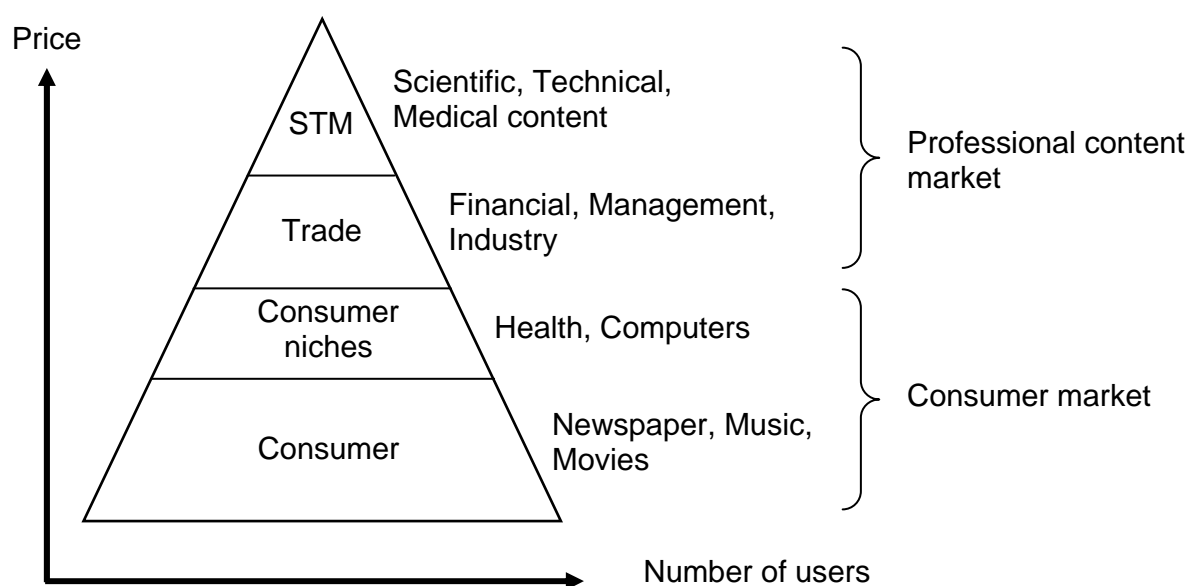 Price
STM
Scientific, Technical,
Medical content
Professional content
market
Trade
Financial, Management,
Industry
Consumer
niches
Health, Computers
Consumer market
Consumer
Newspaper, Music,
Movies
Number of users